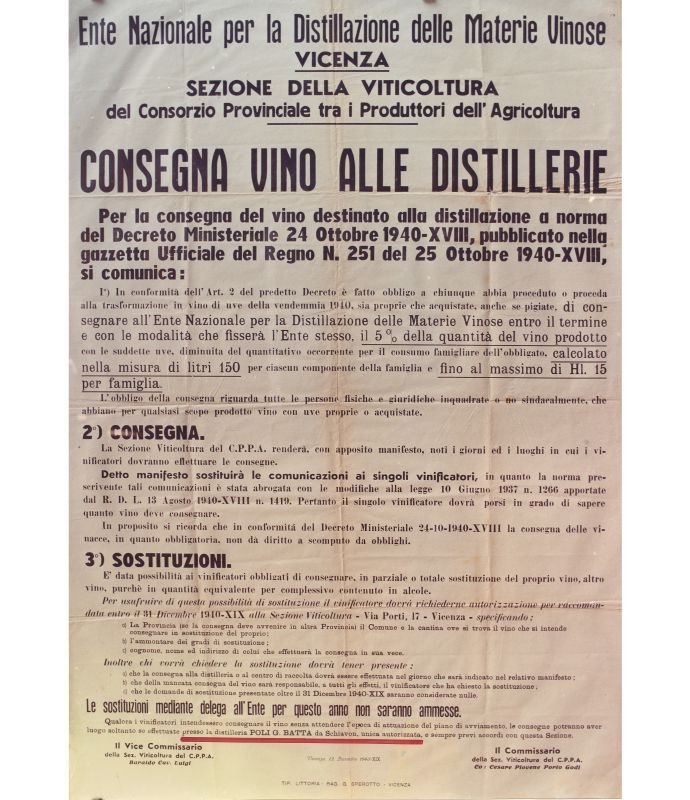 Ente Nazionale per la Distillazione delle Materie Vinose
VICENZA
SEZIONE DELLA VITICOLTURA
del Consorzio Provinciale tra i Produttori dell'Agricoltura
CONSEGNA VINO ALLE DISTILLERIE
Per la consegna del vino destinato alla distillazione a norma
del Decreto Ministeriale 24 Ottobre 1940-XVIII, pubblicato nella
gazzetta Ufficiale del Regno N. 251 del 25 Ottobre 1940-XVIII,
si comunica:
1°) In conformità dell'Art. 2 del predetto Decreto è fatto obbligo a chiunque abbia proceduto o proceda
alla trasformazione in vino di uve della vendemmia 1940, sia proprie che acquistate, anche se pigiate, di con-
segnare all'Ente Nazionale per la Distillazione delle Materie Vinose entro il termine
e con le modalità che fisserà l'Ente stesso, il 5% della quantità del vino prodotto
con le suddette uve, diminuita del quantitativo occorrente per il consumo famigliare dell'obbligato, calcolato
nella misura di litri 150 per ciascun componente della famiglia e fino al massimo di Hl. 15
per famiglia.
L'obbligo della consegna riguarda tutte le persone fisiche e giuridiche inquadrate o no sindacalmente, che
abbiano per qualsiasi scopo prodotto vino con uve proprie o acquistate.
2°) CONSEGNA.
La Sezione Viticoltura del C.P.P.A. renderà, con apposito manifesto, noti i giorni ed i luoghi in cui i vi-
nificatori dovranno effettuare le consegne.
Detto manifesto sostituirà le comunicazioni ai singoli vinificatori, in quanto la norma pre-
scrivente tali comunicazioni è stata abrogata con le modifiche alla legge 10 Giugno 1937 n. 1266 apportate
dal R. D. L. 13 Agosto 1940-XVIII n. 1419. Pertanto il singolo vinificatore dovrà porsi in grado di sapere
quanto vino deve consegnare.
In proposito si ricorda che in conformità del Decreto Ministeriale 24-10-1940-XVIII la consegna delle vi-
nacce, in quanto obbligatoria, non dà diritto a scomputo da obblighi.
3°) SOSTITUZIONI.
E' data possibilità ai vinificatori obbligati di consegnare, in parziale o totale sostituzione del proprio vino, altro
vino, purchè in quantità equivalente per complessivo contenuto in alcole.
Per usufruire di questa possibilità di sostituzione il vinificatore dovrà richiederne autorizzazione per raccoman-
data entro il 31 Dicembre 1940-XIX alla Sezione Viticoltura - Via Porti, 17 - Vicenza - specificando:
a) La Provincia (se la consegna deve avvenire in altra Provincia) il Comune e la cantina ove si trova il vino che si intende
consegnare in sostituzione del proprio;
b) l'ammontare dei gradi di sostituzione;
c) cognome, nome ed indirizzo di colui che effettuerà la consegna in sua vece.
Inoltre chi vorrà chiedere la sostituzione dovrà tener presente:
a) che la consegna alla distilleria o al centro di raccolta dovrà essere effettuata nel giorno che sarà indicato nel relativo manifesto;
b) che della mancata consegna del vino sarà responsabile, a tutti gli effetti, il vinificatore che ha chiesto la sostituzione;
c) che le domande di sostituzione presentate oltre il 31 Dicembre 1940-XIX saranno considerate nulle.
Le sostituzioni mediante delega all'Ente per questo anno non saranno ammesse.
Qualora i vinificatori intendessero consegnare il vino senza attendere l'epoca di attuazione del piano di avviamento, le consegne potranno aver
luogo soltanto se effettuate presso la distilleria POLI G. BATTA da Schiavon, unica autorizzata, e sempre previ accordi con questa Sezione.
Il Vice Commissario
della Sez. Viticoltura del C.P.P.A.
Baraldo Cav. Luigi
Vicenza, 12 Dicembre 1940-XIX
Il Commissario
della Sez. Viticoltura del C.P.P.A.
Co: Cesare Piovene Porto Godi
TIP. LITTORIA - RAG. G. SPEROTTO - VICENZA